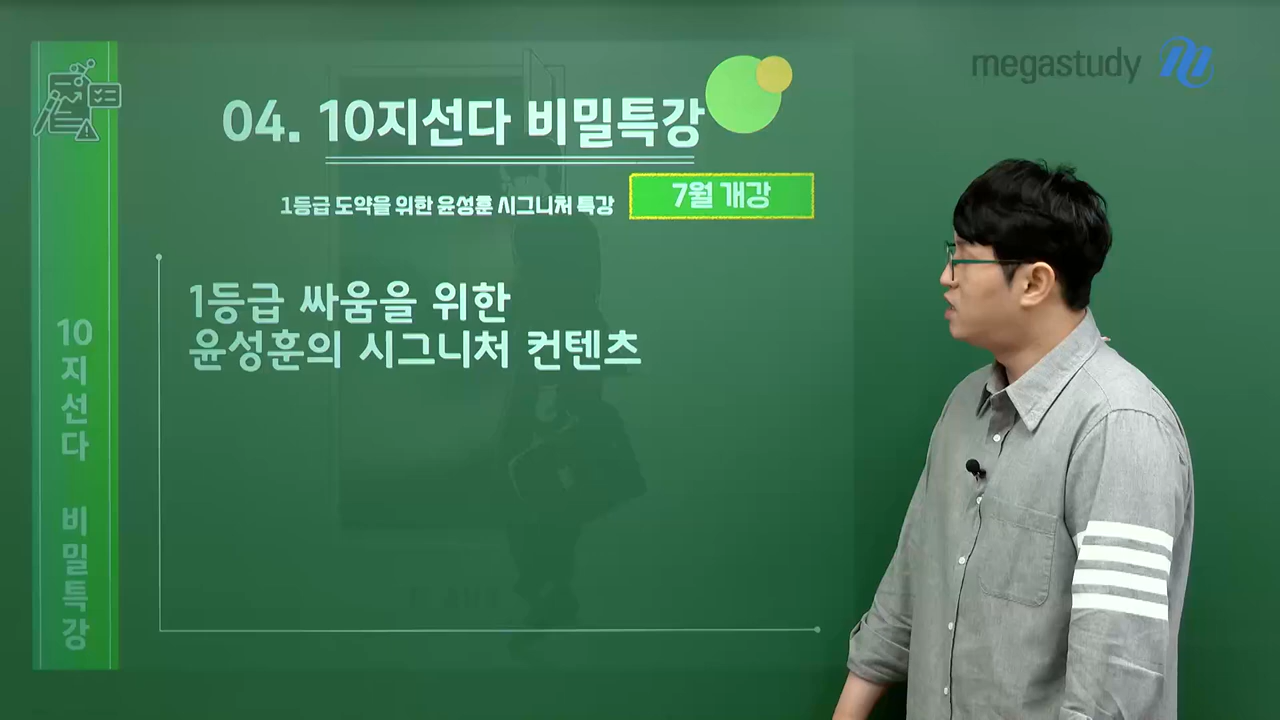 megastudy
04. 10지선다 비밀특강
1등급 도약을 위한 윤성훈 시그니처 특강
7월 개강
1등급 싸움을 위한
윤성훈의 시그니처 컨텐츠
10지선다 비밀특강